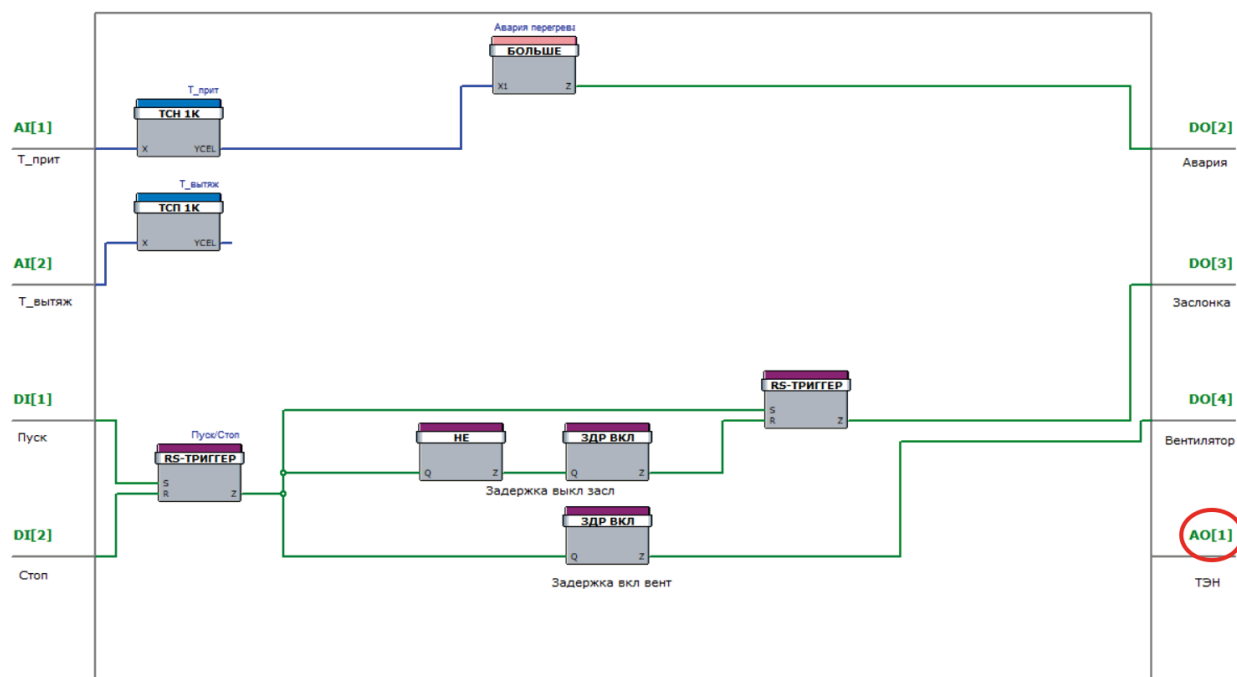 Авария перегрева
БОЛЬШЕ
X1 Z
Т_прит
ТСН 1К
X YCEL
AI[1]
Т_прит
DO[2]
Авария
Т_вытяж
ТСП 1К
X YCEL
AI[2]
Т_вытяж
DO[3]
Заслонка
RS-ТРИГГЕР
S
R Z
DI[1]
Пуск
DO[4]
Вентилятор
Пуск/Стоп
RS-ТРИГГЕР
S
R Z
НЕ
Q Z
ЗДР ВКЛ
Q Z
Задержка выкл засл
DI[2]
Стоп
ЗДР ВКЛ
Q Z
Задержка вкл вент
AO[1]
ТЭН